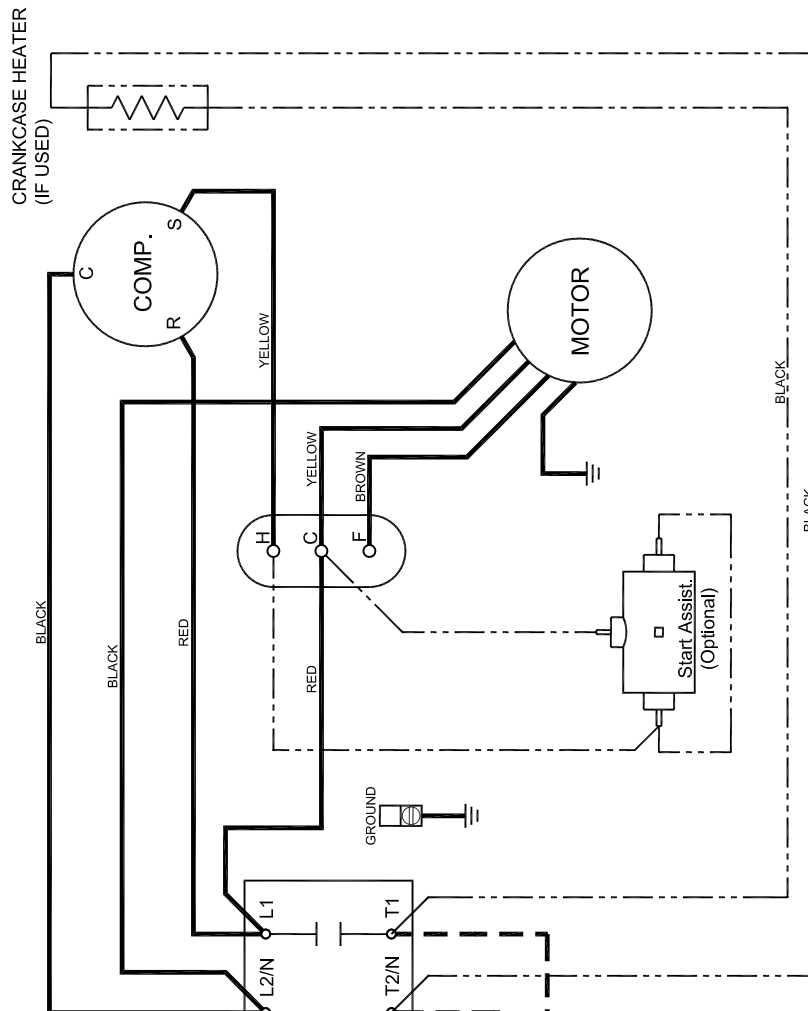 CRANKCASE HEATER
(IF USED)
S
COMP.
C
R
MOTOR
YELLOW
BLACK
YELLOW
BROWN
BLACK
H
C
F
Start Assist.
(Optional)
BLACK
BLACK
RED
RED
GROUND
L1
T1
L2/N
T2/N